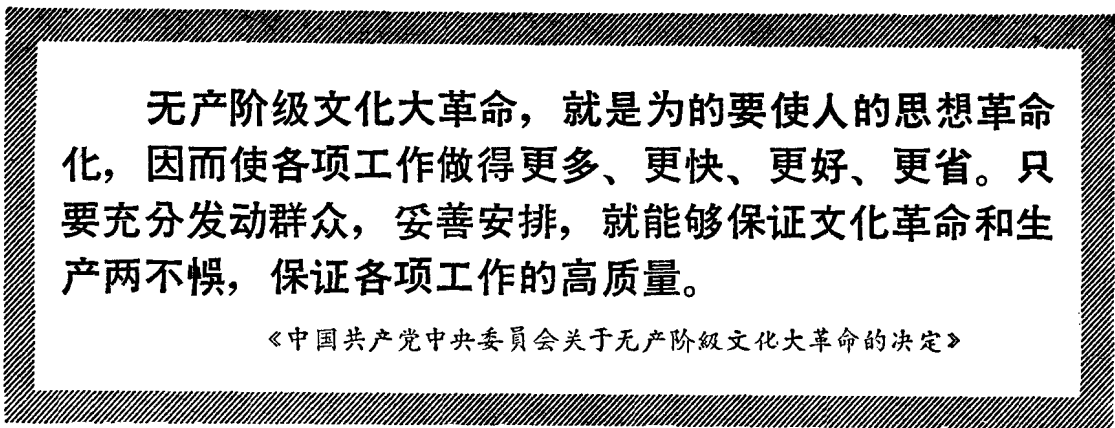 无产阶级文化大革命，就是为的要使人的思想革命
化，因而使各项工作做得更多、更快、更好、更省。只
要充分发动群众，妥善安排，就能够保证文化革命和生
产两不悞，保证各项工作的高质量。
《中国共产党中央委員会关于无产阶級文化大革命的决定》